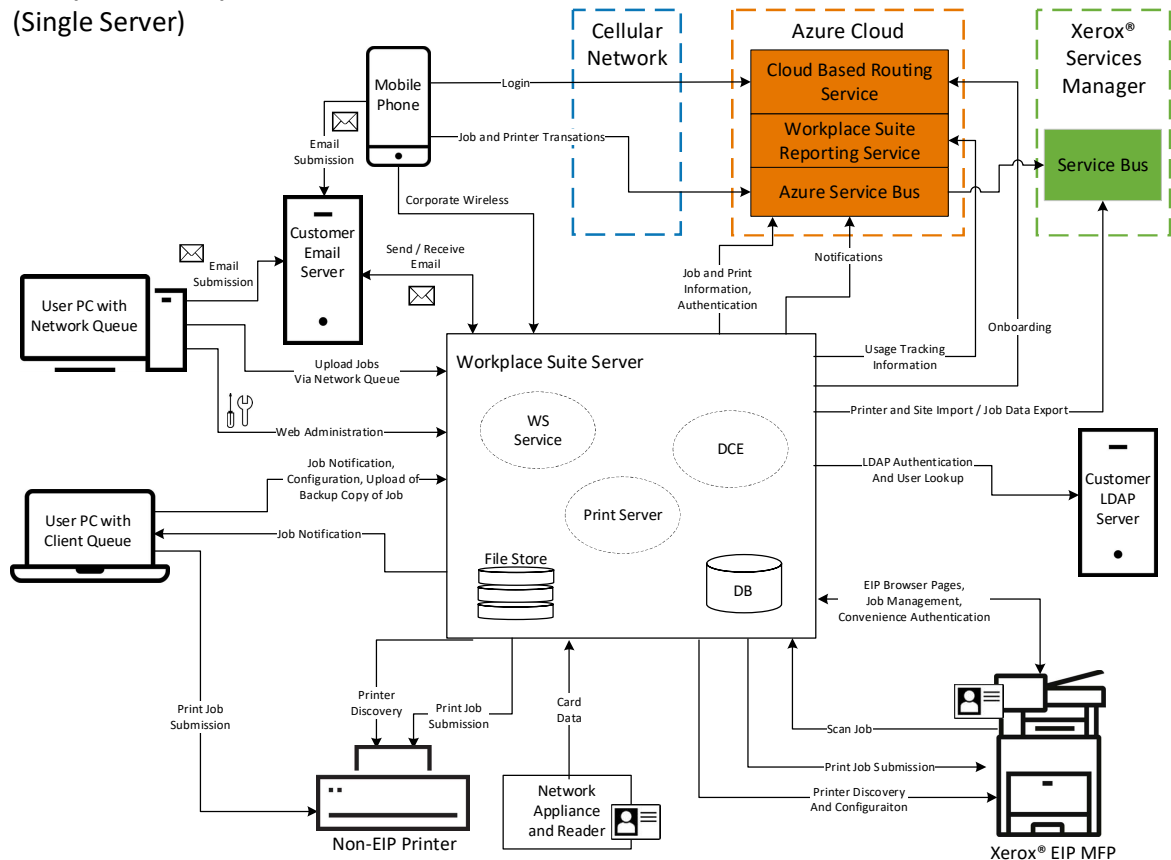 (Single Server)
Cellular
Network
Azure Cloud
Xerox®
Services
Manager
Mobile
Phone
Login
Cloud Based Routing
Service
Job and Printer Transations
Workplace Suite
Reporting Service
Azure Service Bus
Service Bus
Email
Submission
Corporate Wireless
Customer
Email
Server
Send / Receive
Email
Email
Submission
User PC with
Network Queue
Job and Print
Information,
Authentication
Notifications
Onboarding
Upload Jobs
Via Network Queue
Workplace Suite Server
Usage Tracking
Information
Web Administration
WS
Service
DCE
Print Server
Printer and Site Import / Job Data Export
Job Notification,
Configuration, Upload of
Backup Copy of Job
LDAP Authentication
And User Lookup
Customer
LDAP
Server
User PC with
Client Queue
Job Notification
File Store
DB
EIP Browser Pages,
Job Management,
Convenience Authentication
Printer
Discovery
Print Job
Submission
Card
Data
Print Job
Submission
Scan Job
Print Job Submission
Printer Discovery
And Configuraiton
Network
Appliance
and Reader
Non-EIP Printer
Xerox® EIP MFP